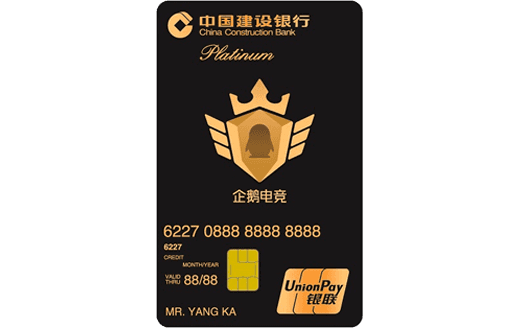 中国建设银行
China Construction Bank
Platinum
企鹅电竞
6227 0888 8888 8888
6227
CREDIT
MONTH/YEAR
VALID
THRU 88/88
MR. YANG KA
UnionPay
银联